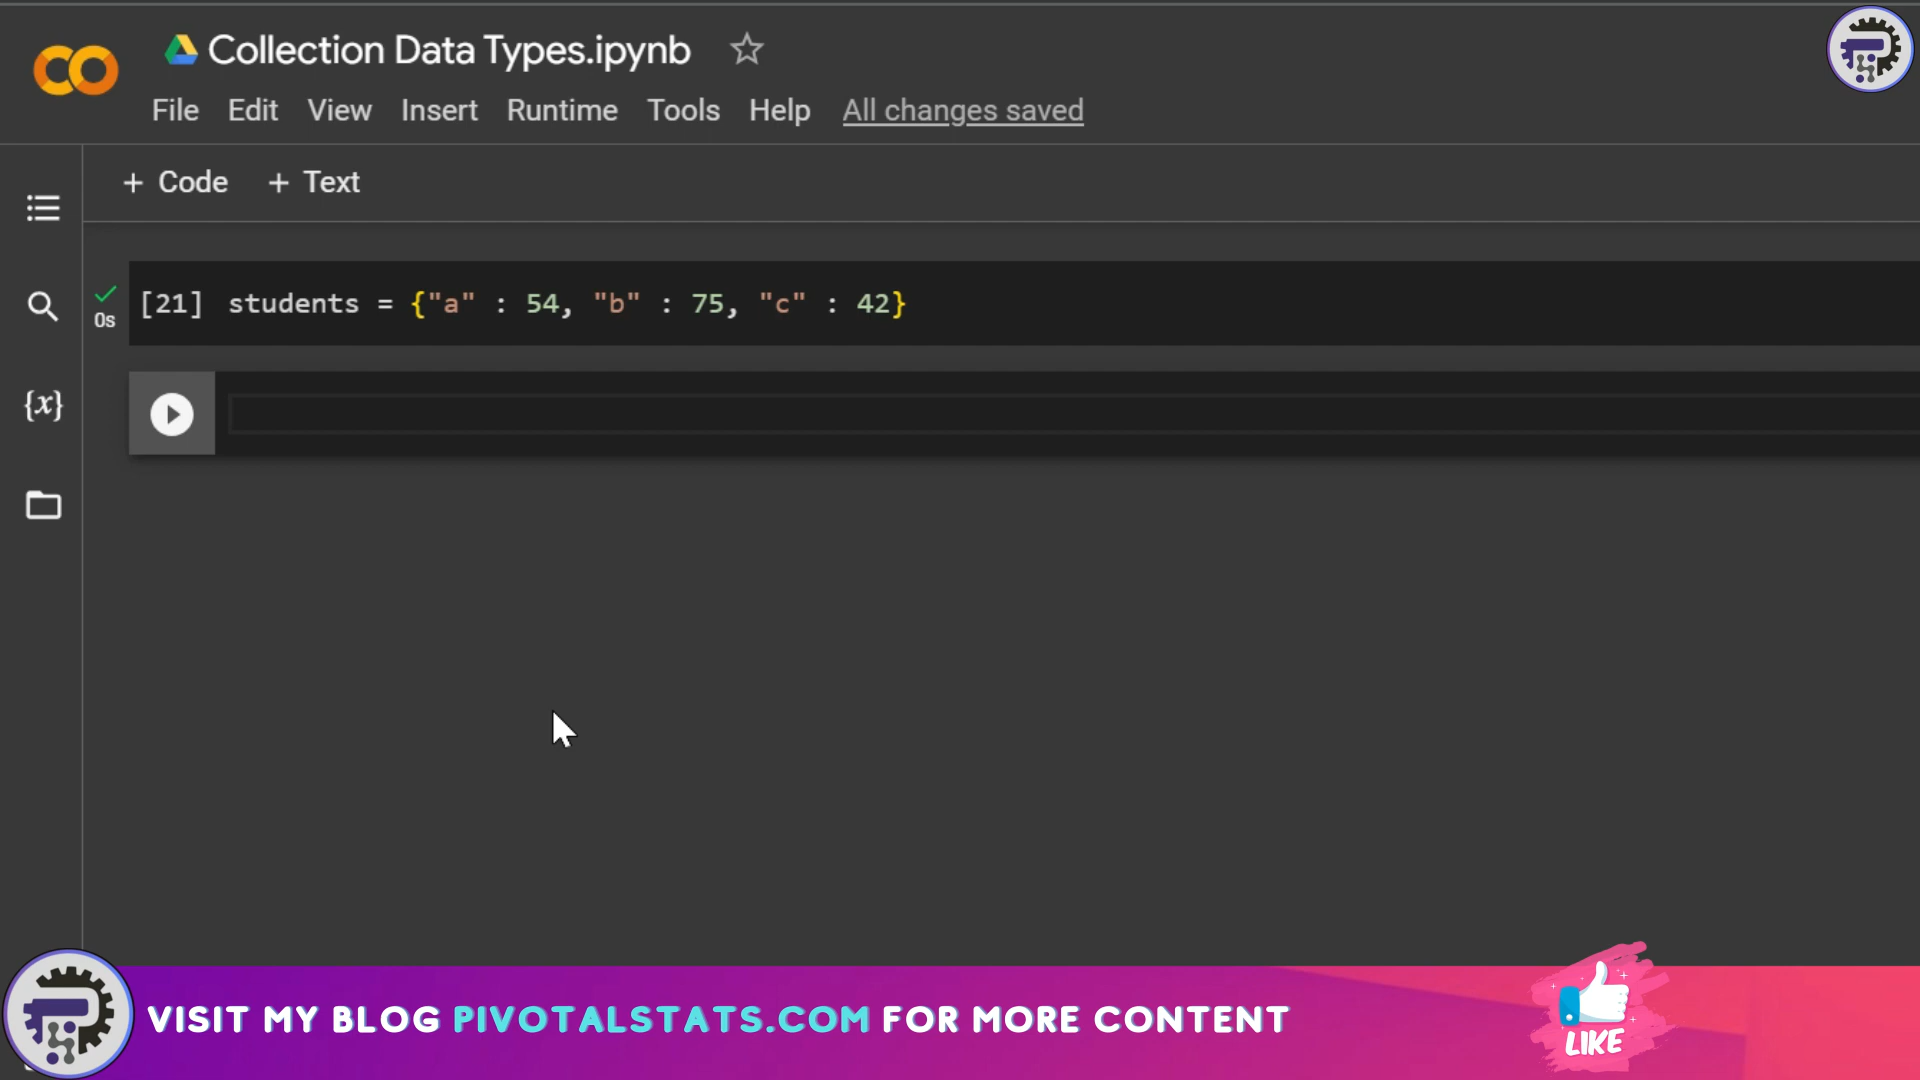 Collection Data Types.ipynb
File Edit View Insert Runtime Tools Help All changes saved
+ Code + Text
[21] students = {"a" : 54, "b" : 75, "c" : 42}
0s
{x}
VISIT MY BLOG PIVOTALSTATS.COM FOR MORE CONTENT
LIKE